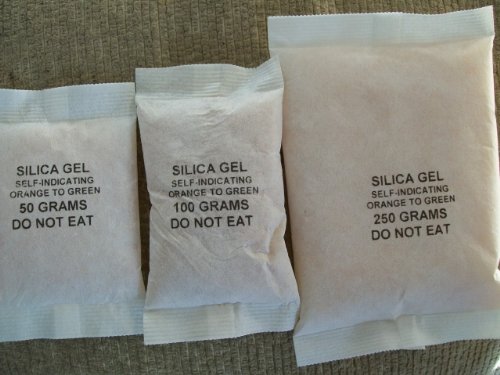 SILICA GEL
SELF-INDICATING
ORANGE TO GREEN
50 GRAMS
DO NOT EAT
SILICA GEL
SELF-INDICATING
ORANGE TO GREEN
100 GRAMS
DO NOT EAT
SILICA GEL
SELF-INDICATING
ORANGE TO GREEN
250 GRAMS
DO NOT EAT